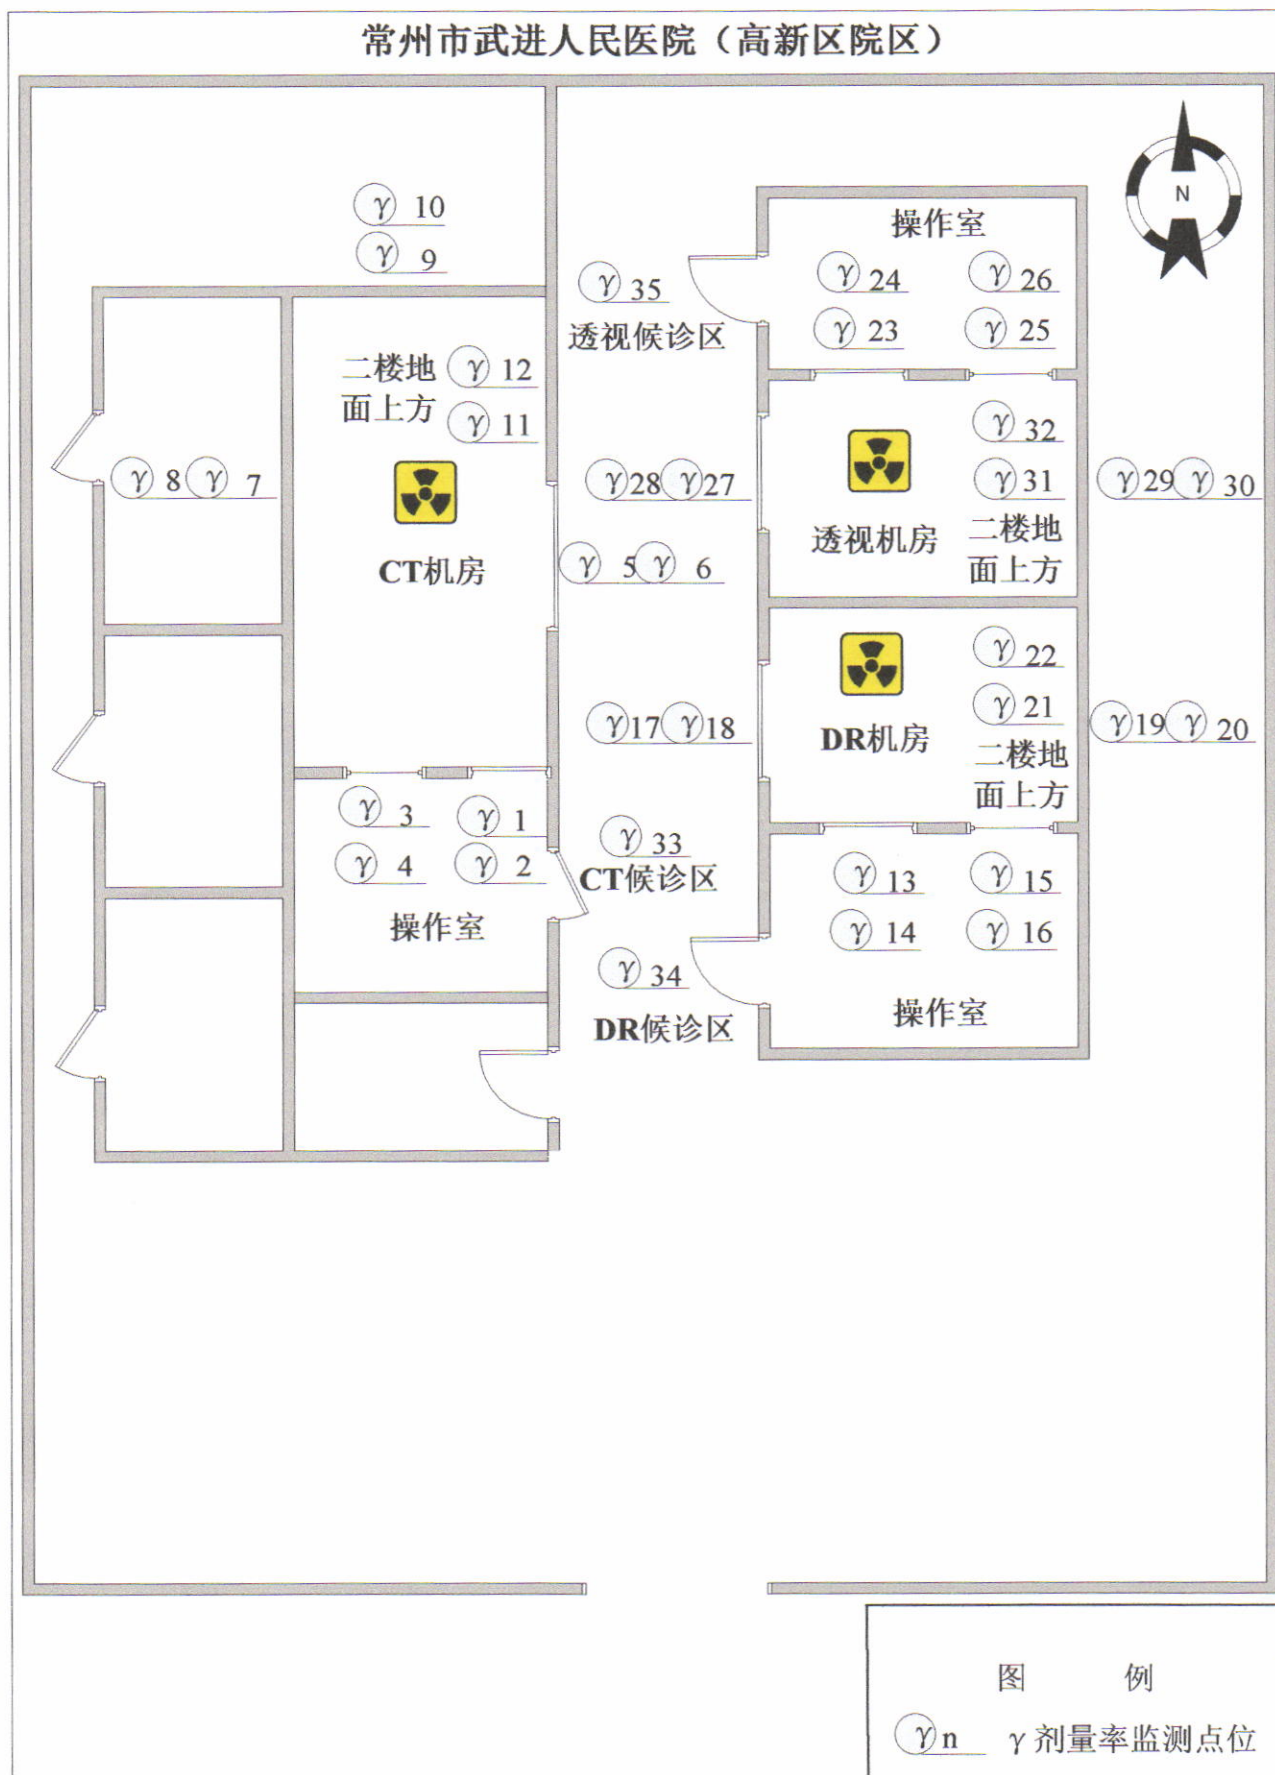 常州市武进人民医院（高新区院区）
N
γ 10
γ 9
操作室
γ 24
γ 26
γ 23
γ 25
γ 35
透视候诊区
二楼地
面上方
γ 12
γ 11
γ 32
γ 31
二楼地
面上方
透视机房
γ 8 γ 7
γ 28 γ 27
γ 29 γ 30
CT机房
γ 5 γ 6
γ 22
γ 21
二楼地
面上方
DR机房
γ 17 γ 18
γ 19 γ 20
γ 3
γ 1
γ 4
γ 2
操作室
γ 33
CT候诊区
γ 13
γ 15
γ 14
γ 16
操作室
γ 34
DR候诊区
图 例
γ n γ 剂量率监测点位